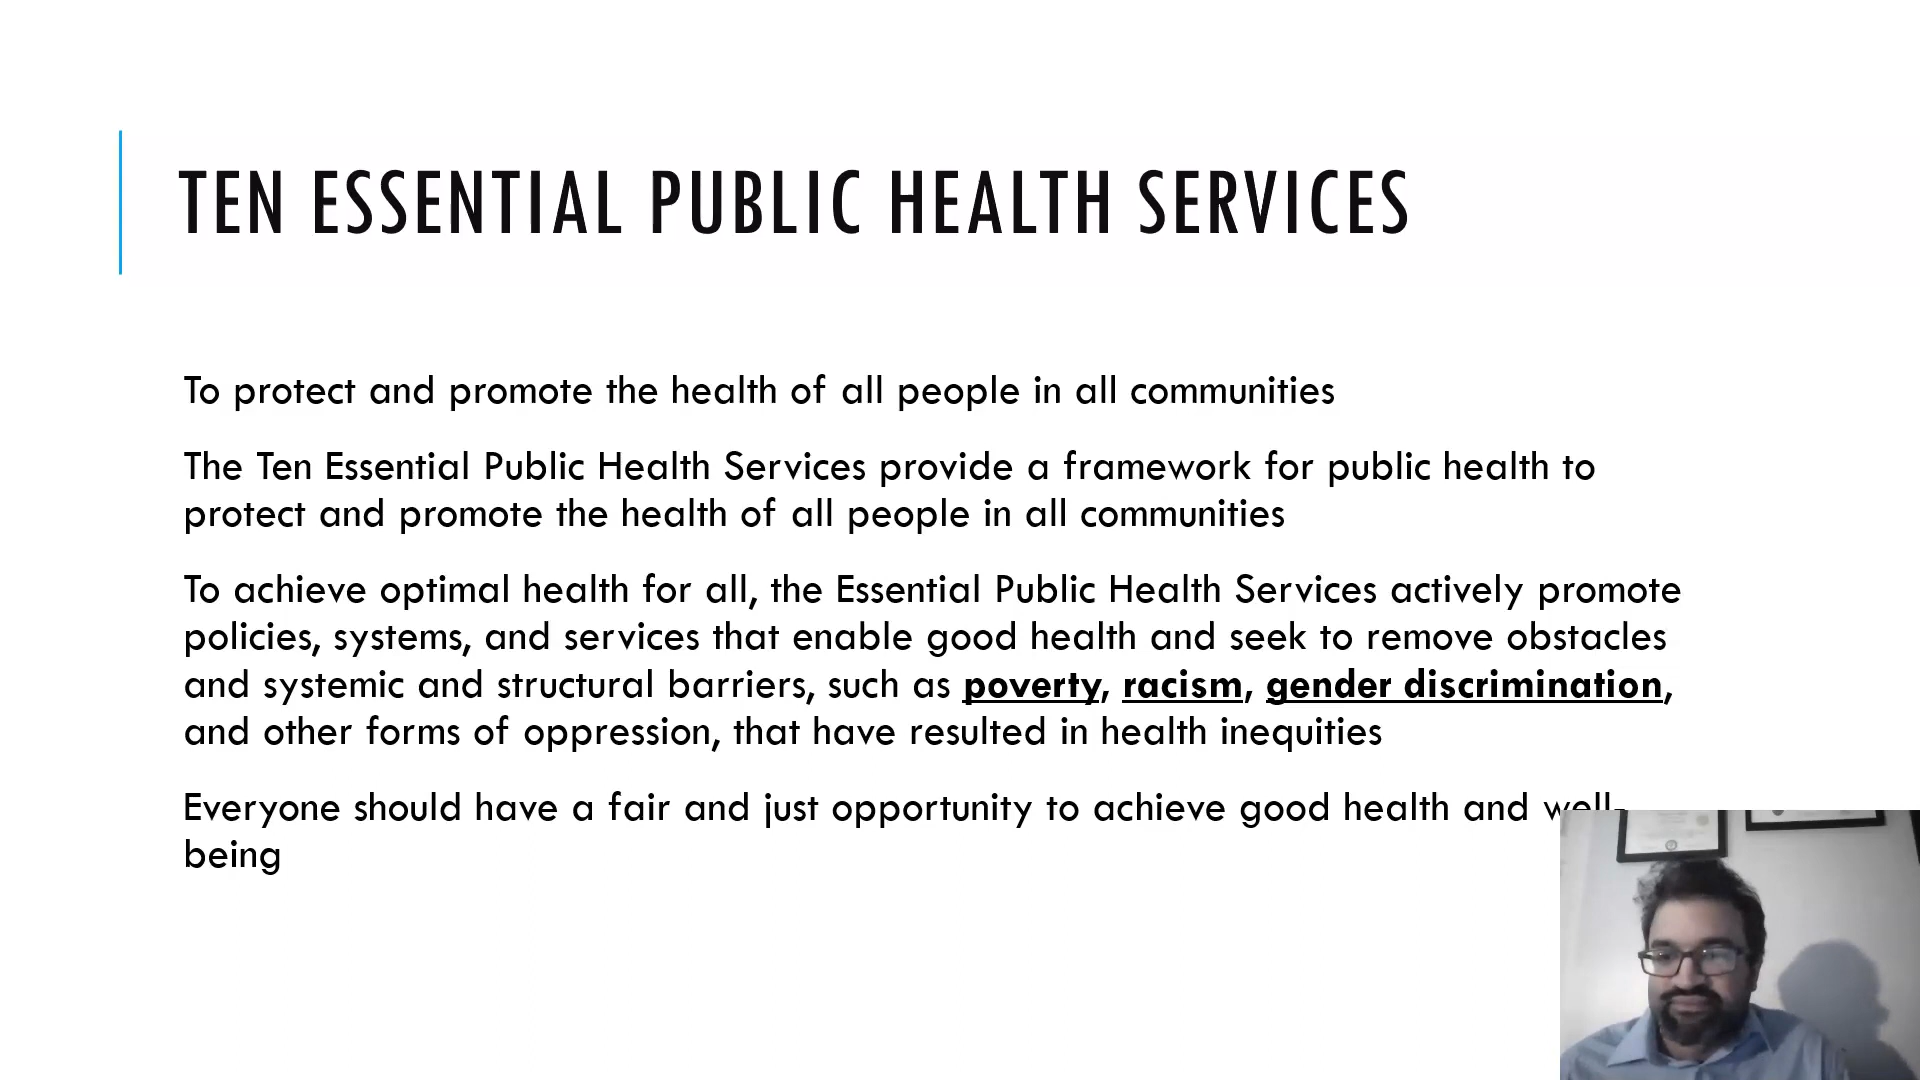 TEN ESSENTIAL PUBLIC HEALTH SERVICES
To protect and promote the health of all people in all communities
The Ten Essential Public Health Services provide a framework for public health to
protect and promote the health of all people in all communities
To achieve optimal health for all, the Essential Public Health Services actively promote
policies, systems, and services that enable good health and seek to remove obstacles
and systemic and structural barriers, such as poverty, racism, gender discrimination,
and other forms of oppression, that have resulted in health inequities
Everyone should have a fair and just opportunity to achieve good health and well-
being